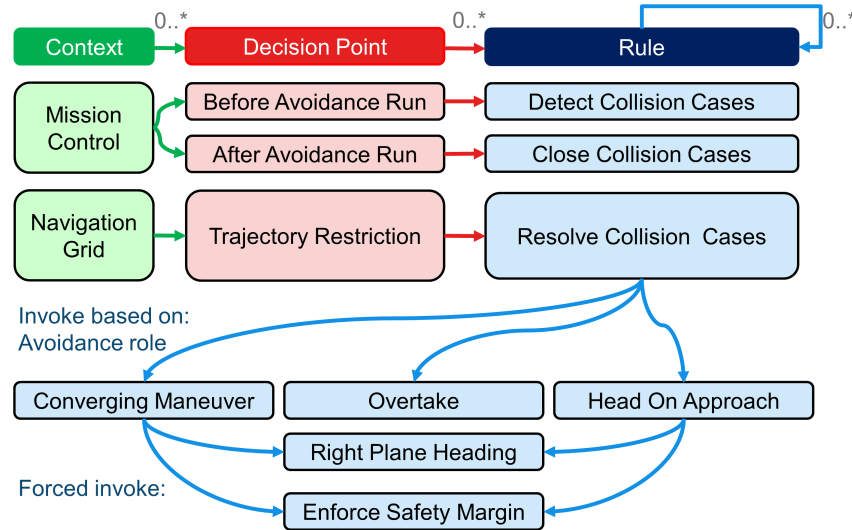 0..*
0..*
0..*
Context
Decision Point
Rule
Mission
Control
Before Avoidance Run
Detect Collision Cases
After Avoidance Run
Close Collision Cases
Navigation
Grid
Trajectory Restriction
Resolve Collision Cases
Invoke based on:
Avoidance role
Converging Maneuver
Overtake
Head On Approach
Right Plane Heading
Forced invoke:
Enforce Safety Margin